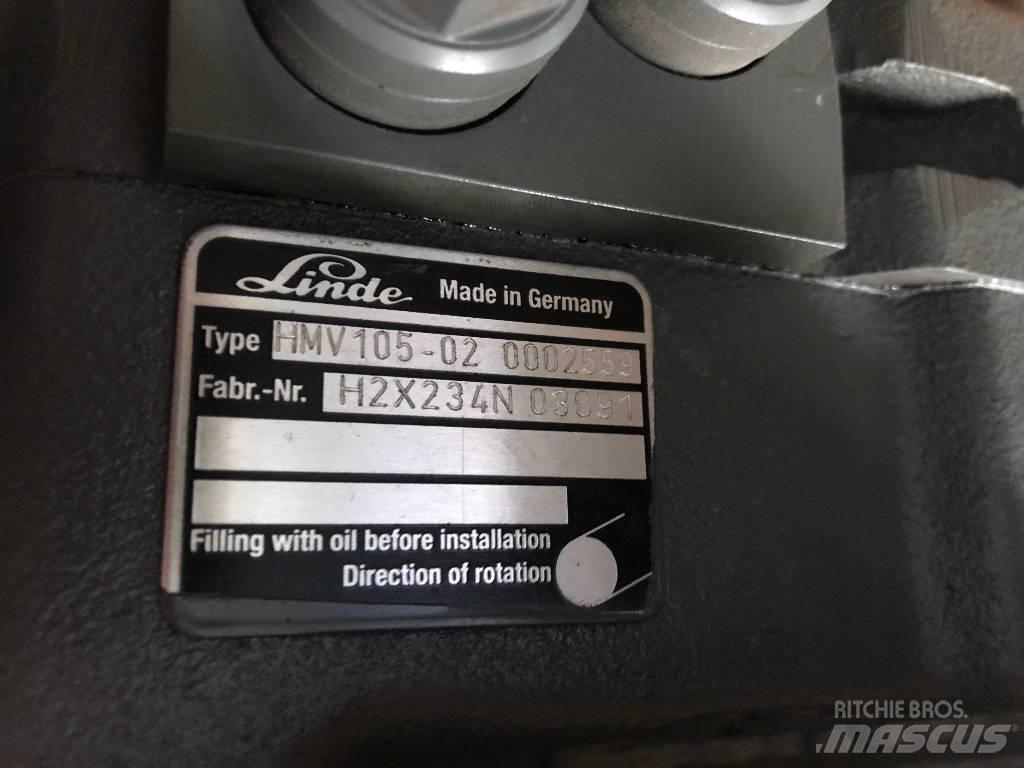 Linde Made in Germany
Type HMV105-02 0002559
Fabr.-Nr. H2X234N 03091
Filling with oil before installation
Direction of rotation
RITCHIE BROS.
MASCUS